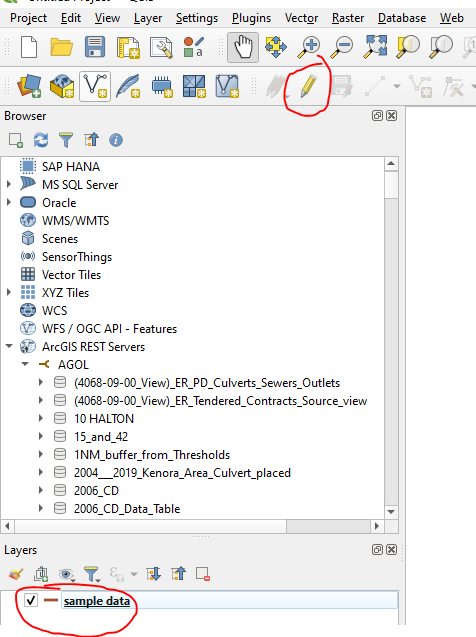 Project Edit View Layer Settings Plugins Vector Raster Database Web
Browser
SAP HANA
MS SQL Server
Oracle
WMS/WMTS
Scenes
SensorThings
Vector Tiles
XYZ Tiles
WCS
WFS / OGC API - Features
ArcGIS REST Servers
AGOL
(4068-09-00_View)_ER_PD_Culverts_Sewers_Outlets
(4068-09-00_View)_ER_Tendered_Contracts_Source_view
10 HALTON
15_and_42
1NM_buffer_from_Thresholds
2004___2019_Kenora_Area_Culvert_placed
2006_CD
2006_CD_Data_Table
Layers
sample data